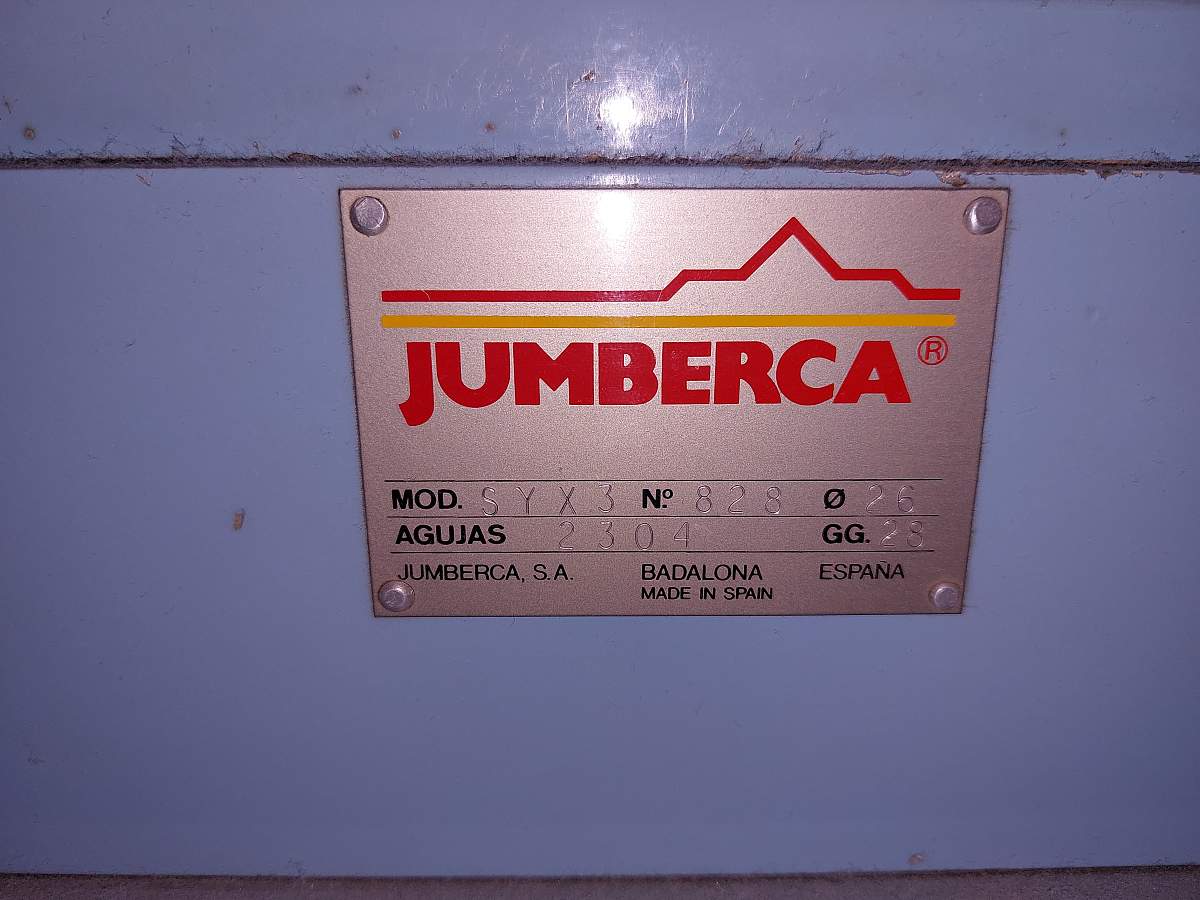 JUMBERCA®
MOD. SYX3 Nº 828 Ø 26
AGUJAS 2304 GG. 28
JUMBERCA, S.A. BADALONA ESPAÑA
MADE IN SPAIN